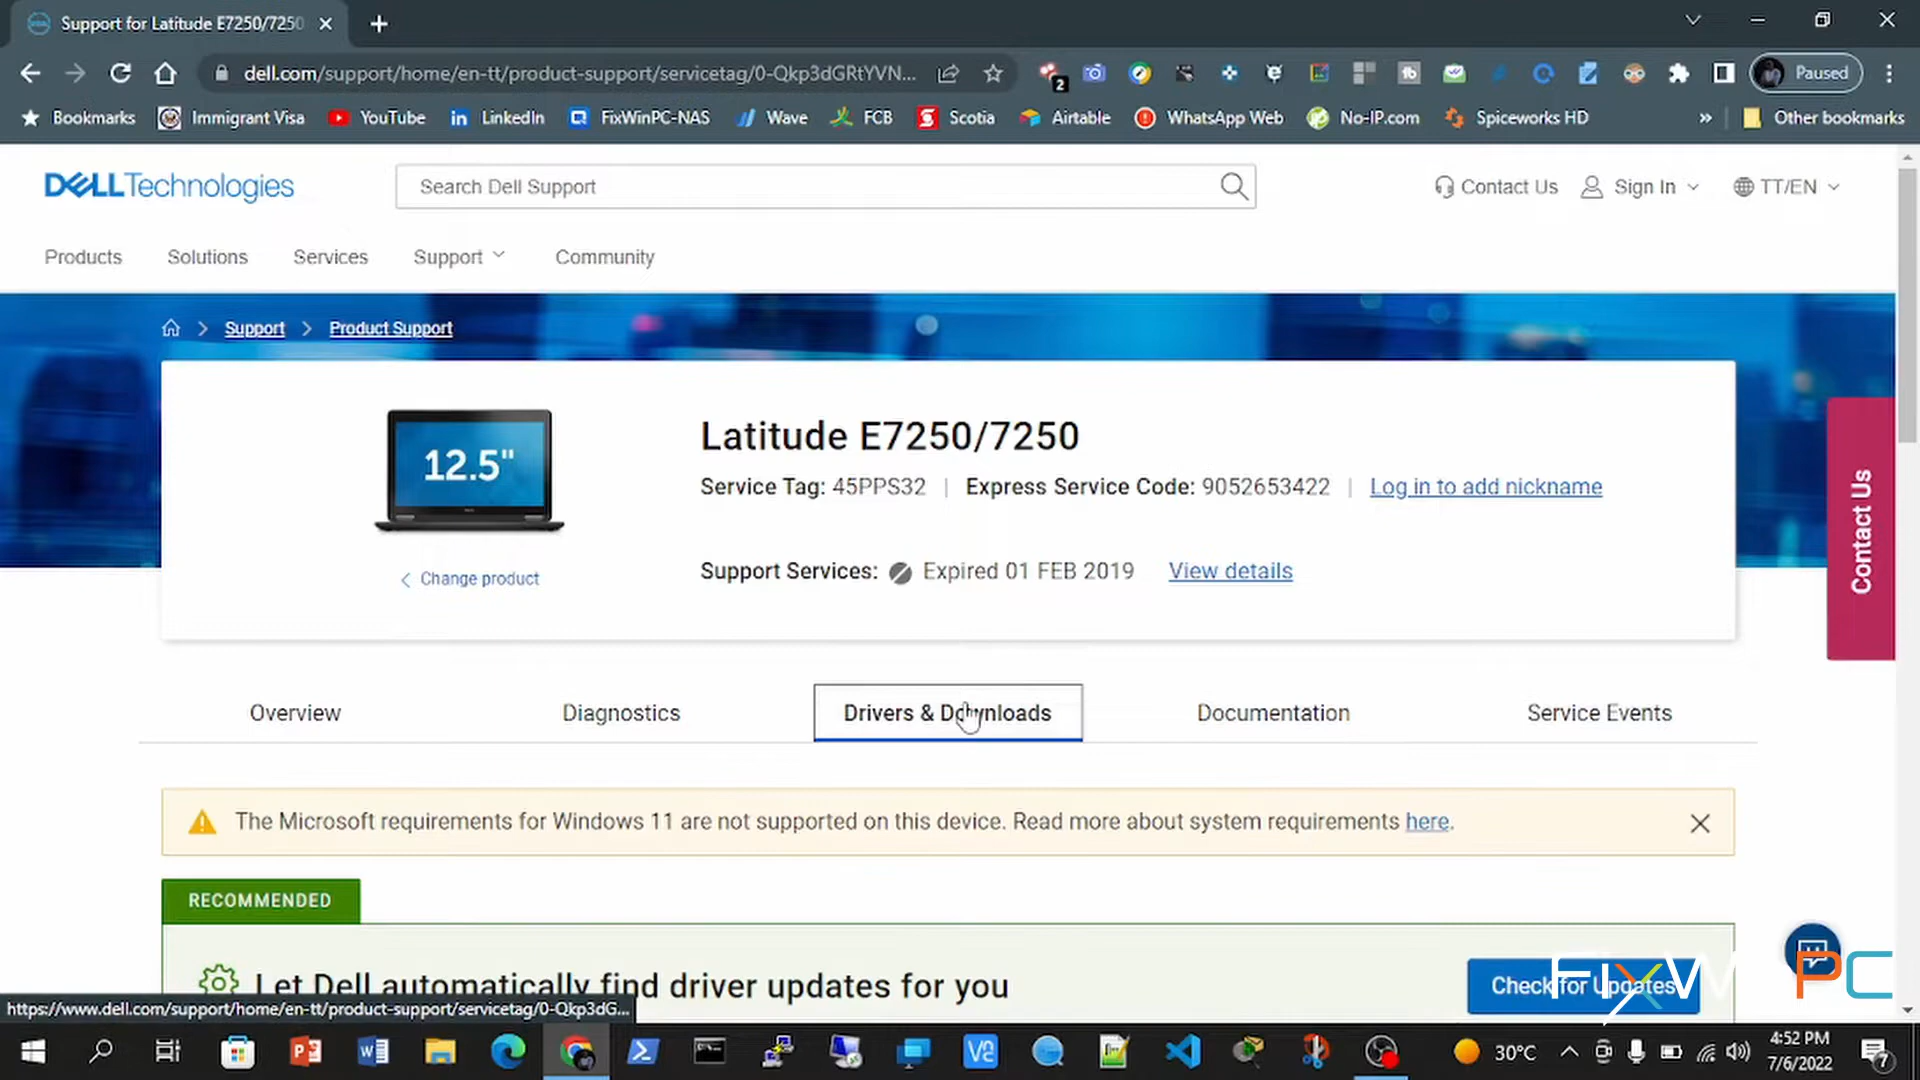 Support for Latitude E7250/7250
dell.com/support/home/en-tt/product-support/servicetag/0-Qkp3dGRtYVN...
2
Paused
Bookmarks
Immigrant Visa
YouTube
LinkedIn
FixWinPC-NAS
Wave
FCB
Scotia
Airtable
WhatsApp Web
No-IP.com
Spiceworks HD
»
Other bookmarks
DELLTechnologies
Search Dell Support
Contact Us
Sign In
TT/EN
Products
Solutions
Services
Support
Community
Support
Product Support
12.5"
Latitude E7250/7250
Service Tag: 45PPS32 | Express Service Code: 9052653422 | Log in to add nickname
Change product
Support Services: Expired 01 FEB 2019 View details
Contact Us
Overview
Diagnostics
Drivers & Downloads
Documentation
Service Events
The Microsoft requirements for Windows 11 are not supported on this device. Read more about system requirements here.
RECOMMENDED
Let Dell automatically find driver updates for you
Check for Updates
https://www.dell.com/support/home/en-tt/product-support/servicetag/0-Qkp3dG...
30°C
4:52 PM
7/6/2022
7